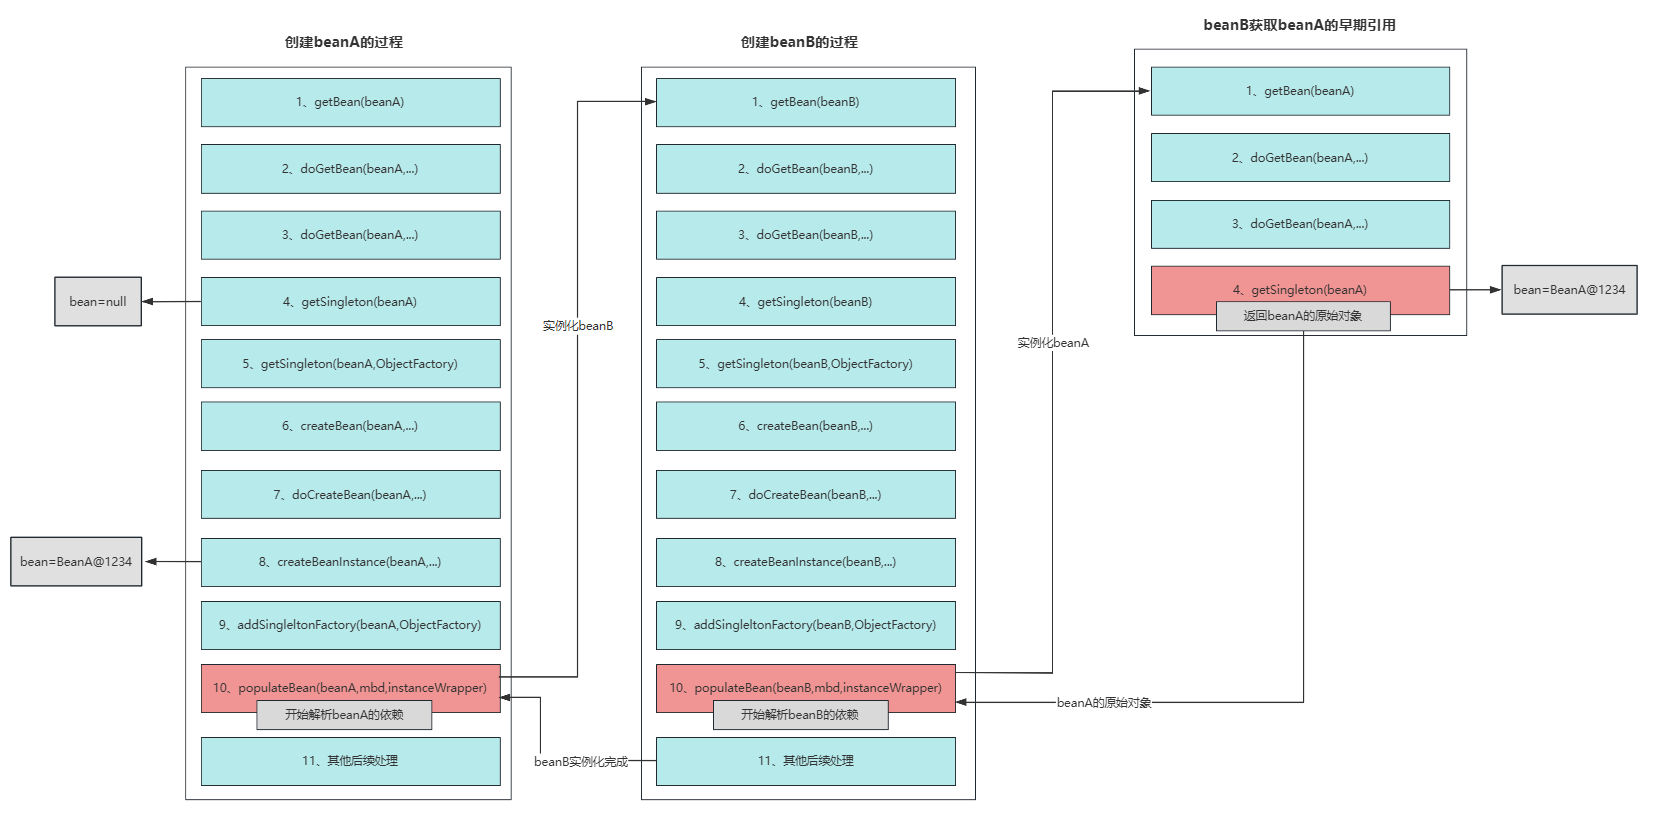 创建beanA的过程
1、getBean(beanA)
2、doGetBean(beanA,...)
3、doGetBean(beanA,...)
4、getSingleton(beanA)
bean=null
5、getSingleton(beanA,ObjectFactory)
6、createBean(beanA,...)
7、doCreateBean(beanA,...)
8、createBeanInstance(beanA,...)
bean=BeanA@1234
9、addSingleltonFactory(beanA,ObjectFactory)
10、populateBean(beanA,mbd,instanceWrapper)
开始解析beanA的依赖
11、其他后续处理
实例化beanB
beanB实例化完成
创建beanB的过程
1、getBean(beanB)
2、doGetBean(beanB,...)
3、doGetBean(beanB,...)
4、getSingleton(beanB)
5、getSingleton(beanB,ObjectFactory)
6、createBean(beanB,...)
7、doCreateBean(beanB,...)
8、createBeanInstance(beanB,...)
9、addSingleltonFactory(beanB,ObjectFactory)
10、populateBean(beanB,mbd,instanceWrapper)
开始解析beanB的依赖
11、其他后续处理
实例化beanA
beanA的原始对象
beanB获取beanA的早期引用
1、getBean(beanA)
2、doGetBean(beanA,...)
3、doGetBean(beanA,...)
4、getSingleton(beanA)
返回beanA的原始对象
bean=BeanA@1234